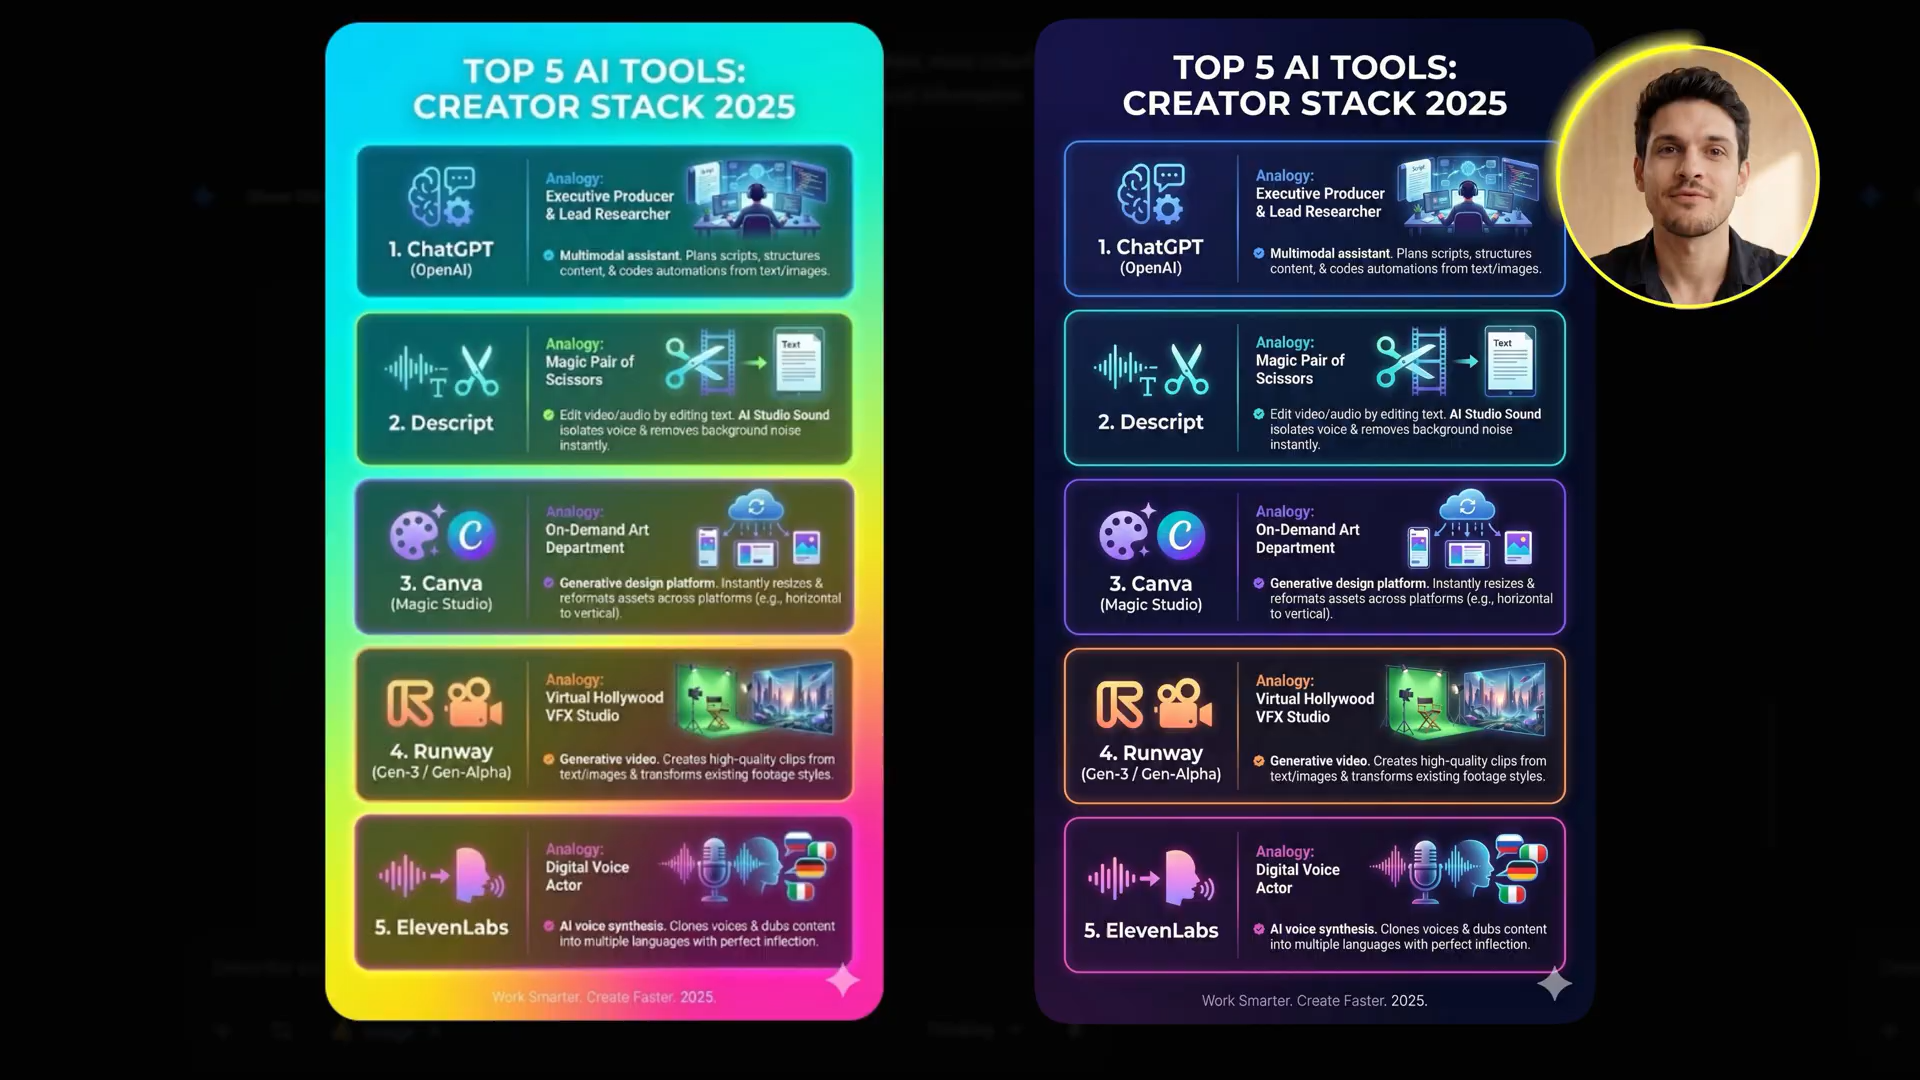 TOP 5 AI TOOLS:
CREATOR STACK 2025
1. ChatGPT
(OpenAI)
Analogy:
Executive Producer
& Lead Researcher
Script
Multimodal assistant. Plans scripts, structures
content, & codes automations from text/images.
2. Descript
T
Analogy:
Magic Pair of
Scissors
Text
Edit video/audio by editing text. AI Studio Sound
isolates voice & removes background noise
instantly.
C
3. Canva
(Magic Studio)
Analogy:
On-Demand Art
Department
Generative design platform. Instantly resizes &
reformats assets across platforms (e.g., horizontal
to vertical).
4. Runway
(Gen-3 / Gen-Alpha)
Analogy:
Virtual Hollywood
VFX Studio
Generative video. Creates high-quality clips from
text/images & transforms existing footage styles.
5. ElevenLabs
Analogy:
Digital Voice
Actor
AI voice synthesis. Clones voices & dubs content
into multiple languages with perfect inflection.
Work Smarter. Create Faster. 2025.
TOP 5 AI TOOLS:
CREATOR STACK 2025
1. ChatGPT
(OpenAI)
Analogy:
Executive Producer
& Lead Researcher
Script
Multimodal assistant. Plans scripts, structures
content, & codes automations from text/images.
2. Descript
T
Analogy:
Magic Pair of
Scissors
Text
Edit video/audio by editing text. AI Studio Sound
isolates voice & removes background noise
instantly.
C
3. Canva
(Magic Studio)
Analogy:
On-Demand Art
Department
Generative design platform. Instantly resizes &
reformats assets across platforms (e.g., horizontal
to vertical).
4. Runway
(Gen-3 / Gen-Alpha)
Analogy:
Virtual Hollywood
VFX Studio
Generative video. Creates high-quality clips from
text/images & transforms existing footage styles.
5. ElevenLabs
Analogy:
Digital Voice
Actor
AI voice synthesis. Clones voices & dubs content
into multiple languages with perfect inflection.
Work Smarter. Create Faster. 2025.